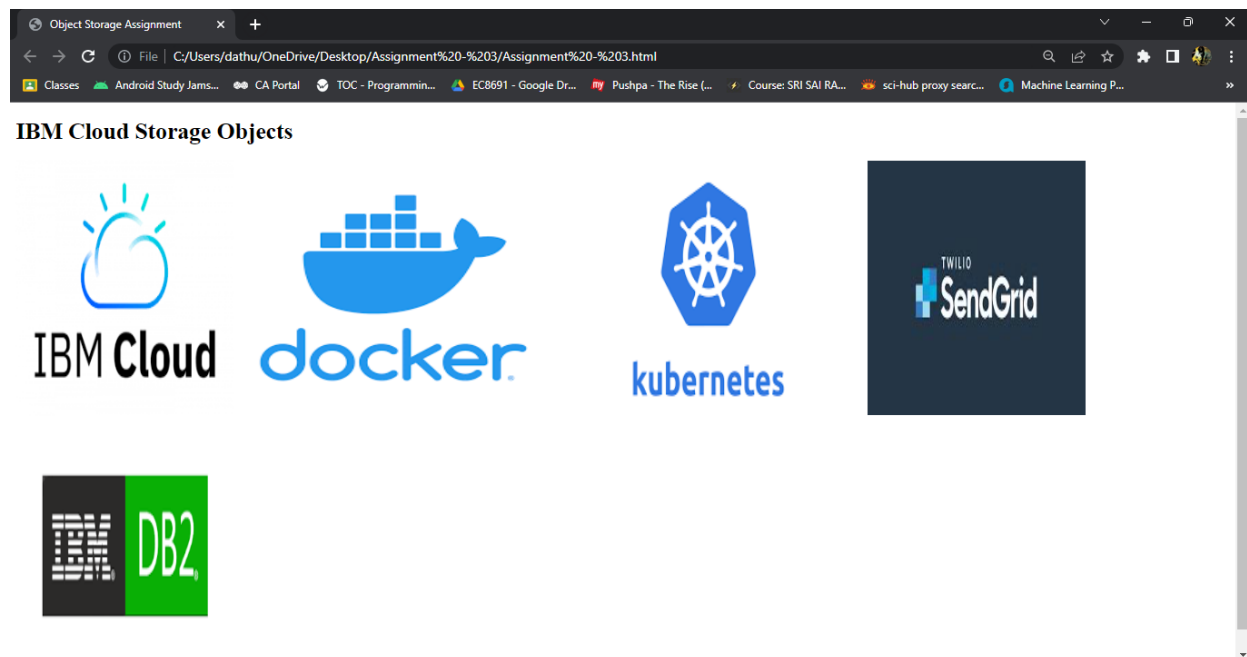 Object Storage Assignment
File | C:/Users/dathu/OneDrive/Desktop/Assignment%20-%203/Assignment%20-%203.html
Classes Android Study Jams... CA Portal TOC - Programmin... EC8691 - Google Dr... my Pushpa - The Rise (... Course: SRI SAI RA... sci-hub proxy searc... Machine Learning P... »
IBM Cloud Storage Objects
IBM Cloud
docker
kubernetes
TWILIO
SendGrid
IBM DB2